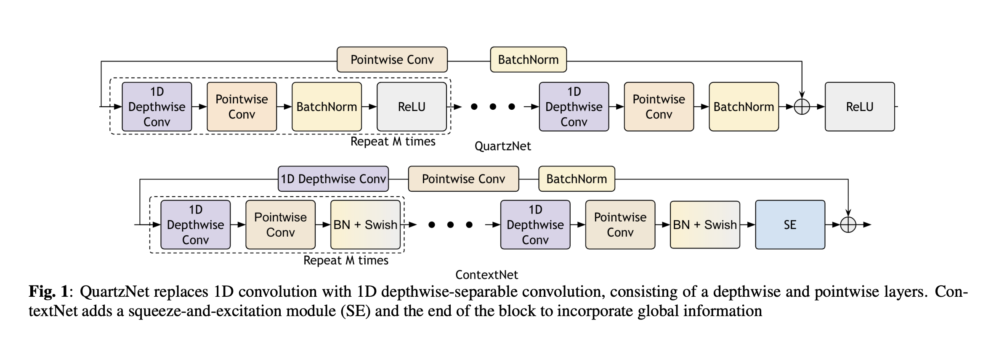 Pointwise Conv
BatchNorm
1D
Depthwise
Conv
Pointwise
Conv
BatchNorm
ReLU
1D
Depthwise
Conv
Pointwise
Conv
BatchNorm
ReLU
Repeat M times
QuartzNet
1D Depthwise Conv
Pointwise Conv
BatchNorm
1D
Depthwise
Conv
Pointwise
Conv
BN + Swish
1D
Depthwise
Conv
Pointwise
Conv
BN + Swish
SE
Repeat M times
ContextNet
Fig. 1: QuartzNet replaces 1D convolution with 1D depthwise-separable convolution, consisting of a depthwise and pointwise layers. Con-
textNet adds a squeeze-and-excitation module (SE) and the end of the block to incorporate global information